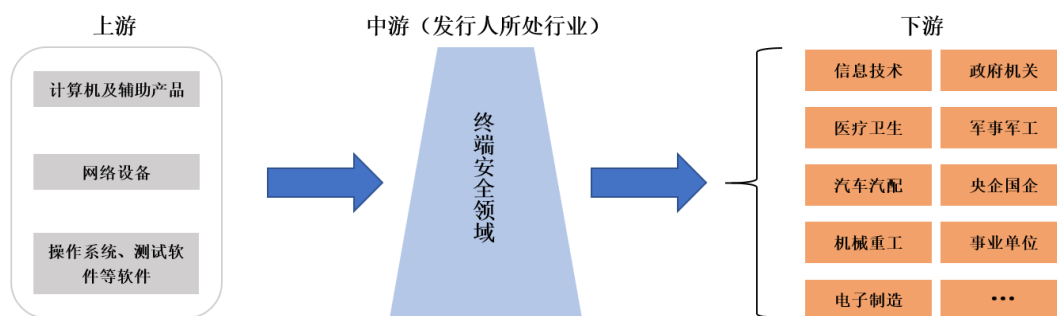 上游
中游（发行人所处行业）
下游
计算机及辅助产品
网络设备
操作系统、测试软
件等软件
终端安全领域
信息技术
政府机关
医疗卫生
军事军工
汽车汽配
央企国企
机械重工
事业单位
电子制造
•••